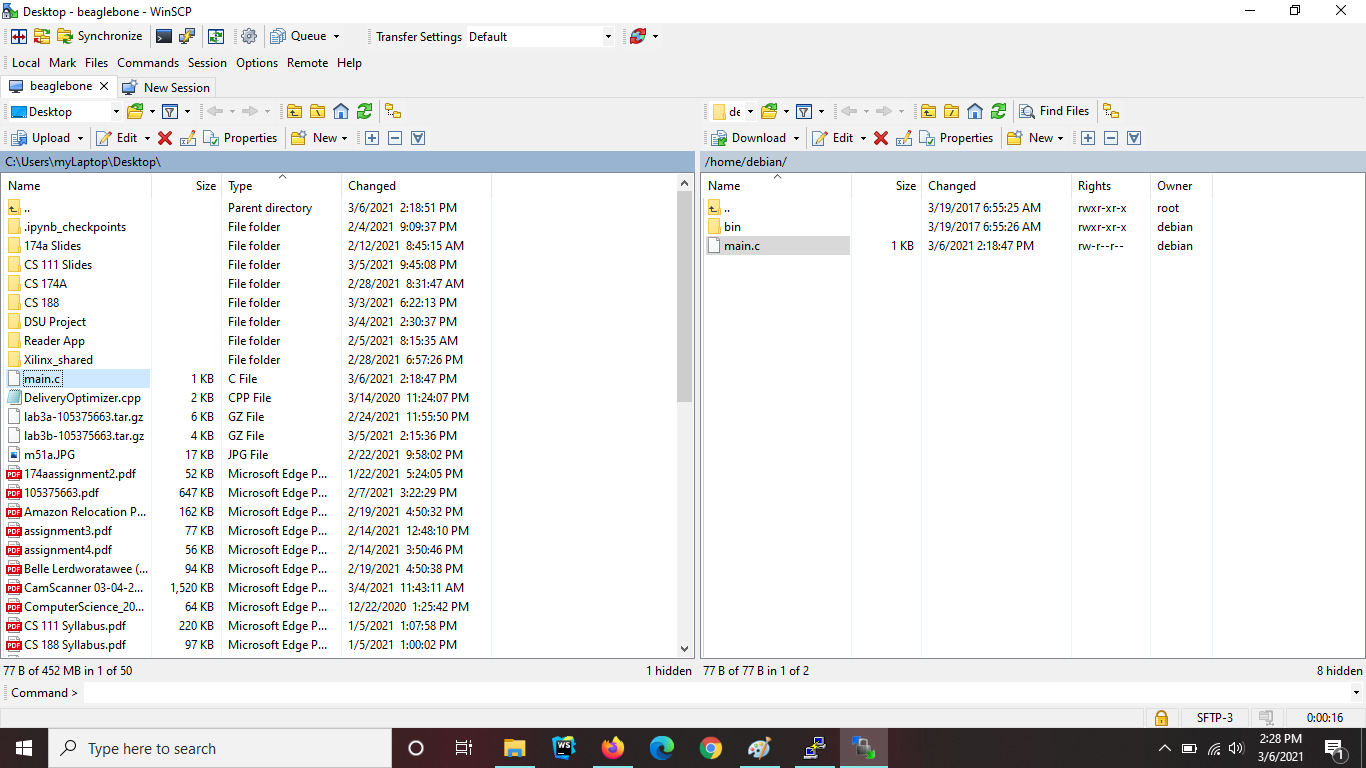 Desktop - beaglebone - WinSCP
Synchronize Queue Transfer Settings Default
Local Mark Files Commands Session Options Remote Help
beaglebone New Session
Desktop de Find Files
Upload Edit Properties New Download Edit Properties New
C:\Users\myLaptop\Desktop\ /home/debian/
Name Size Type Changed Name Size Changed Rights Owner
.. Parent directory 3/6/2021 2:18:51 PM .. 3/19/2017 6:55:25 AM rwxr-xr-x root
.ipynb_checkpoints File folder 2/4/2021 9:09:37 PM bin 3/19/2017 6:55:26 AM rwxr-xr-x debian
174a Slides File folder 2/12/2021 8:45:15 AM main.c 1 KB 3/6/2021 2:18:47 PM rw-r--r-- debian
CS 111 Slides File folder 3/5/2021 9:45:08 PM
CS 174A File folder 2/28/2021 8:31:47 AM
CS 188 File folder 3/3/2021 6:22:13 PM
DSU Project File folder 3/4/2021 2:30:37 PM
Reader App File folder 2/5/2021 8:15:35 AM
Xilinx_shared File folder 2/28/2021 6:57:26 PM
main.c 1 KB C File 3/6/2021 2:18:47 PM
DeliveryOptimizer.cpp 2 KB CPP File 3/14/2020 11:24:07 PM
lab3a-105375663.tar.gz 6 KB GZ File 2/24/2021 11:55:50 PM
lab3b-105375663.tar.gz 4 KB GZ File 3/5/2021 2:15:36 PM
m51a.JPG 17 KB JPG File 2/22/2021 9:58:02 PM
174aassignment2.pdf 52 KB Microsoft Edge P... 1/22/2021 5:24:05 PM
105375663.pdf 647 KB Microsoft Edge P... 2/7/2021 3:22:29 PM
Amazon Relocation P... 162 KB Microsoft Edge P... 2/19/2021 4:50:32 PM
assignment3.pdf 77 KB Microsoft Edge P... 2/14/2021 12:48:10 PM
assignment4.pdf 56 KB Microsoft Edge P... 2/14/2021 3:50:46 PM
Belle Lerdworatawee (... 94 KB Microsoft Edge P... 2/19/2021 4:50:38 PM
CamScanner 03-04-2... 1,520 KB Microsoft Edge P... 3/4/2021 11:43:11 AM
ComputerScience_20... 64 KB Microsoft Edge P... 12/22/2020 1:25:42 PM
CS 111 Syllabus.pdf 220 KB Microsoft Edge P... 1/5/2021 1:07:58 PM
CS 188 Syllabus.pdf 97 KB Microsoft Edge P... 1/5/2021 1:00:02 PM
77 B of 452 MB in 1 of 50 1 hidden 77 B of 77 B in 1 of 2 8 hidden
Command >
SFTP-3 0:00:16
Type here to search 2:28 PM
3/6/2021